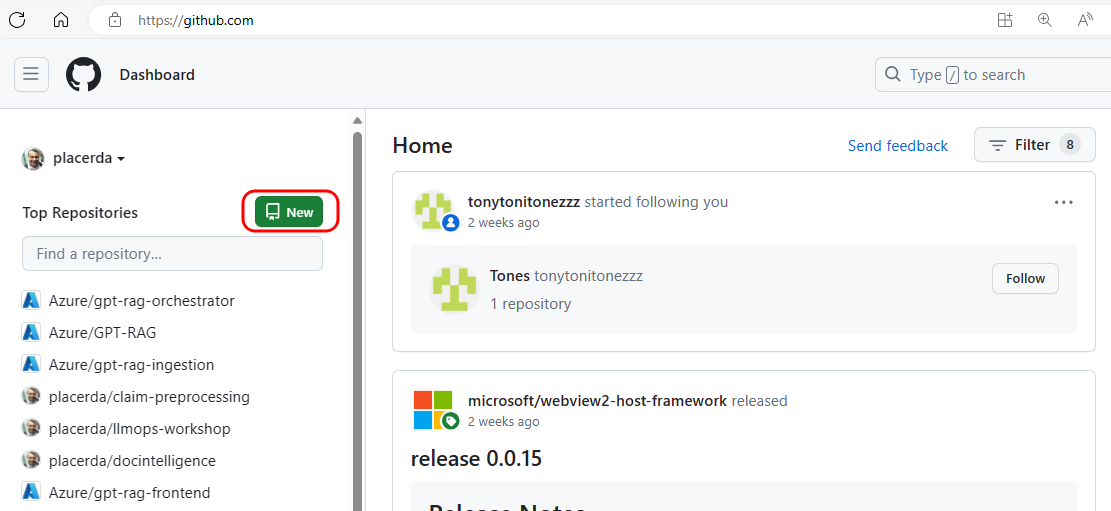 https://github.com
Dashboard
Type / to search
placerda
Top Repositories
New
Find a repository...
Azure/gpt-rag-orchestrator
Azure/GPT-RAG
Azure/gpt-rag-ingestion
placerda/claim-preprocessing
placerda/llmops-workshop
placerda/docintelligence
Azure/gpt-rag-frontend
Home
Send feedback
Filter 8
tonytonitonezzz started following you
2 weeks ago
Tones tonytonitonezzz
Follow
1 repository
microsoft/webview2-host-framework released
2 weeks ago
release 0.0.15
Release Notes